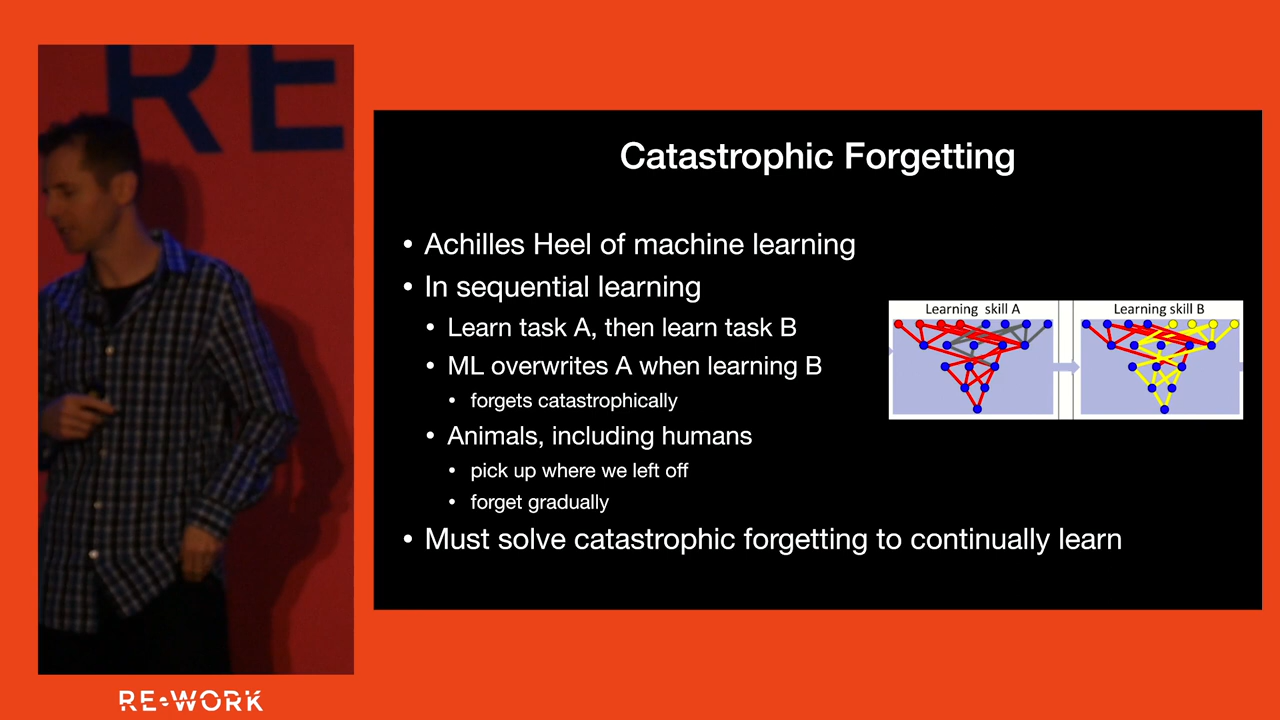 RE
Catastrophic Forgetting
• Achilles Heel of machine learning
• In sequential learning
• Learn task A, then learn task B
• ML overwrites A when learning B
• forgets catastrophically
• Animals, including humans
• pick up where we left off
• forget gradually
• Must solve catastrophic forgetting to continually learn
Learning skill A
Learning skill B
RE•WORK